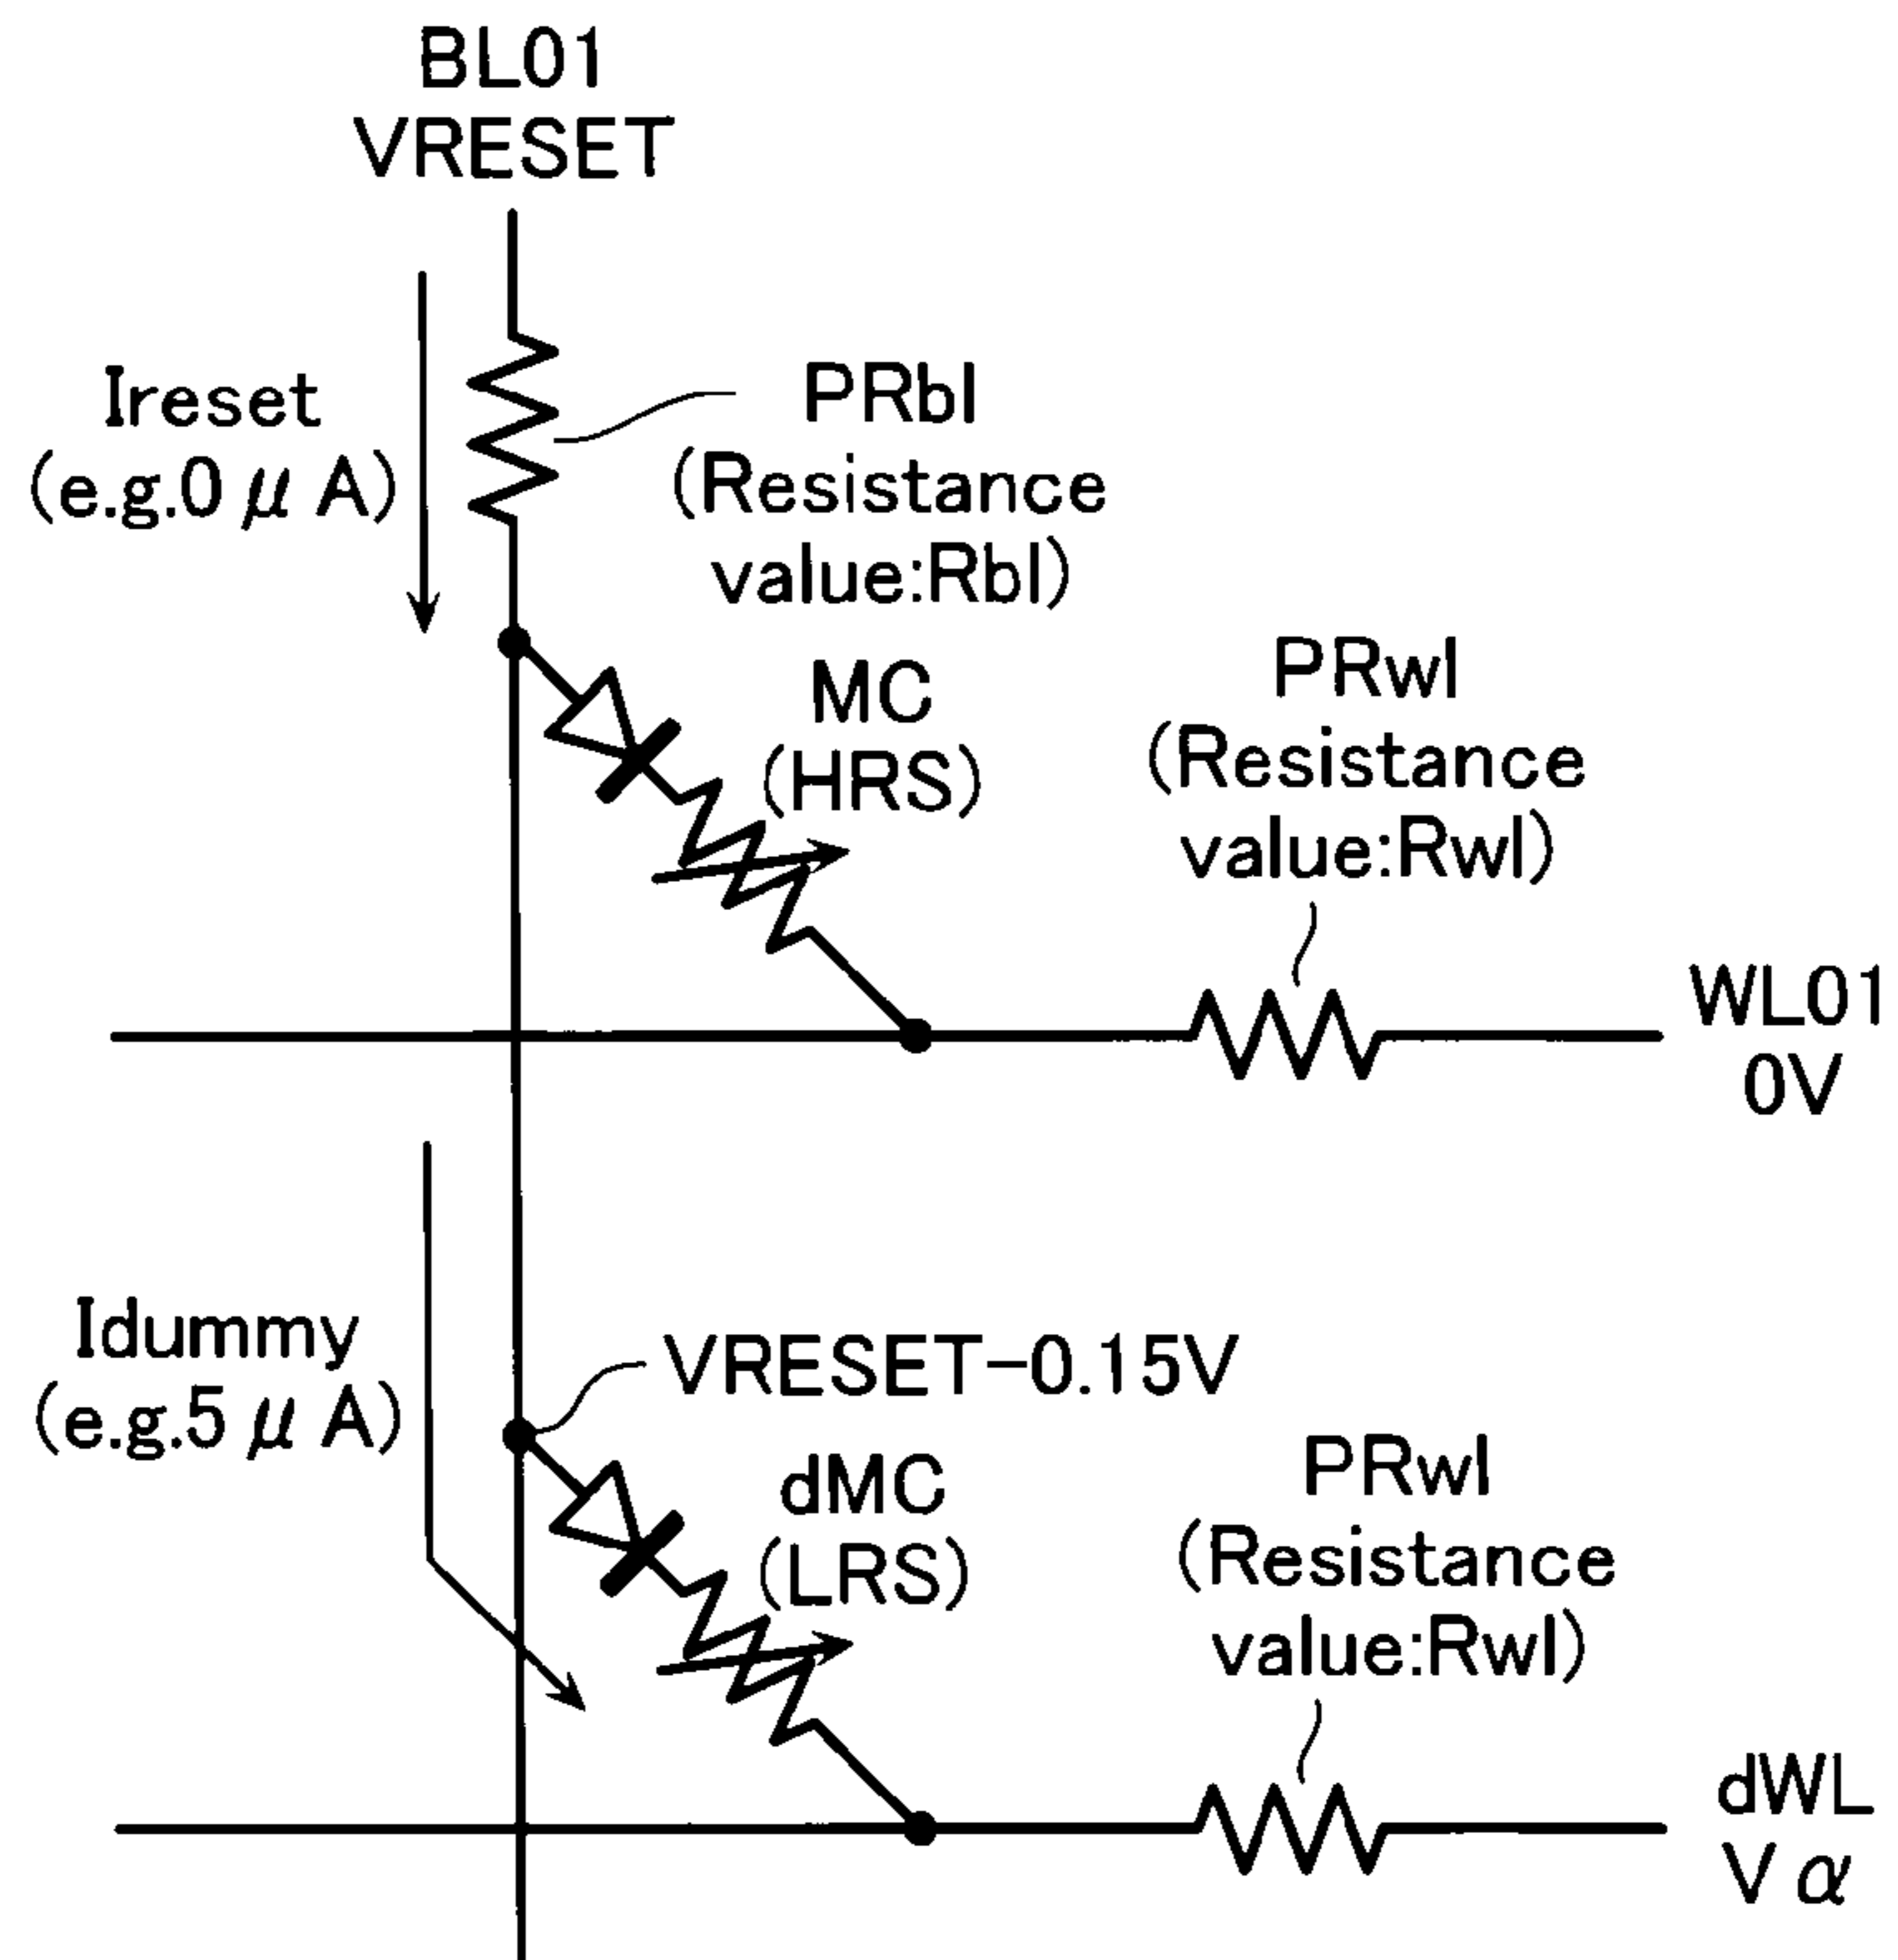 BL01
VRESET
Ireset
(e.g.0 μ A)
PRbl
(Resistance
value:Rbl)
MC
(HRS)
PRwl
(Resistance
value:Rwl)
WL01
0V
Idummy
(e.g.5 μ A)
VRESET-0.15V
dMC
(LRS)
PRwl
(Resistance
value:Rwl)
dWL
V α